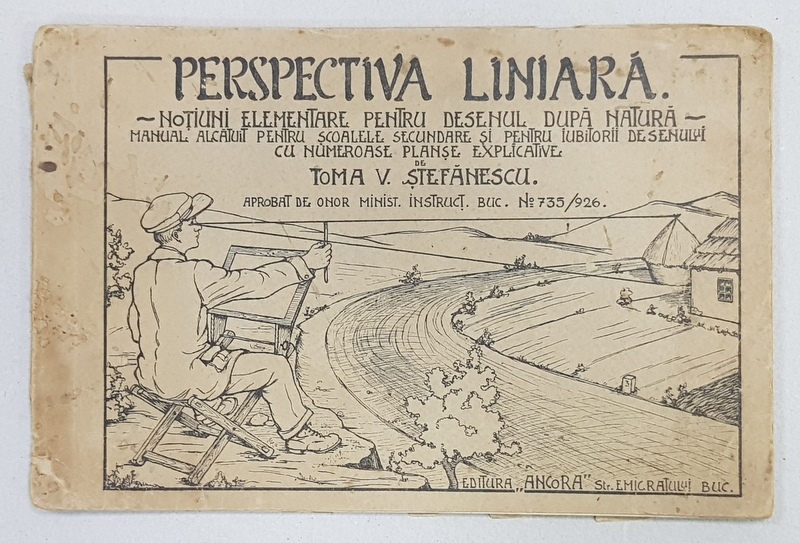 PERSPECTIVA LINIARĂ.
~NOȚIUNI ELEMENTARE PENTRU DESENUL DUPĂ NATURĂ~
MANUAL ALCĂTUIT PENTRU ȘCOALELE SECUNDARE ȘI PENTRU IUBITORII DESENULUI
CU NUMEROASE PLANȘE EXPLICATIVE
DE
TOMA V. ȘTEFĂNESCU.
APROBAT DE ONOR MINIST. INSTRUCȚ. BUC. No 735/926.
EDITURA „ANCORA" Str. EMIGRATULUI BUC.